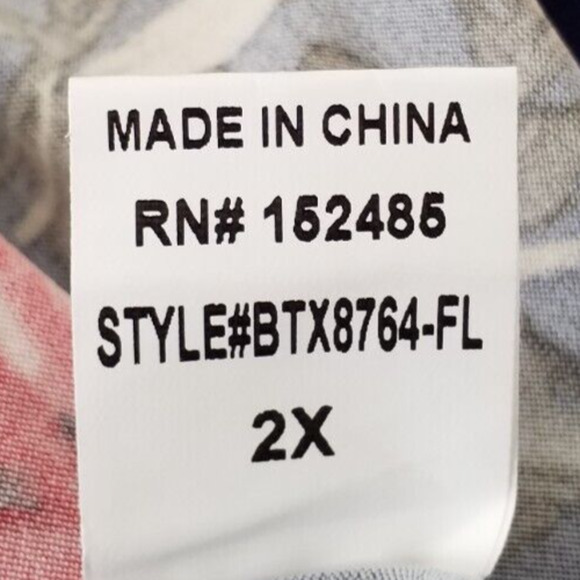 MADE IN CHINA
RN# 152485
STYLE#BTX8764-FL
2X